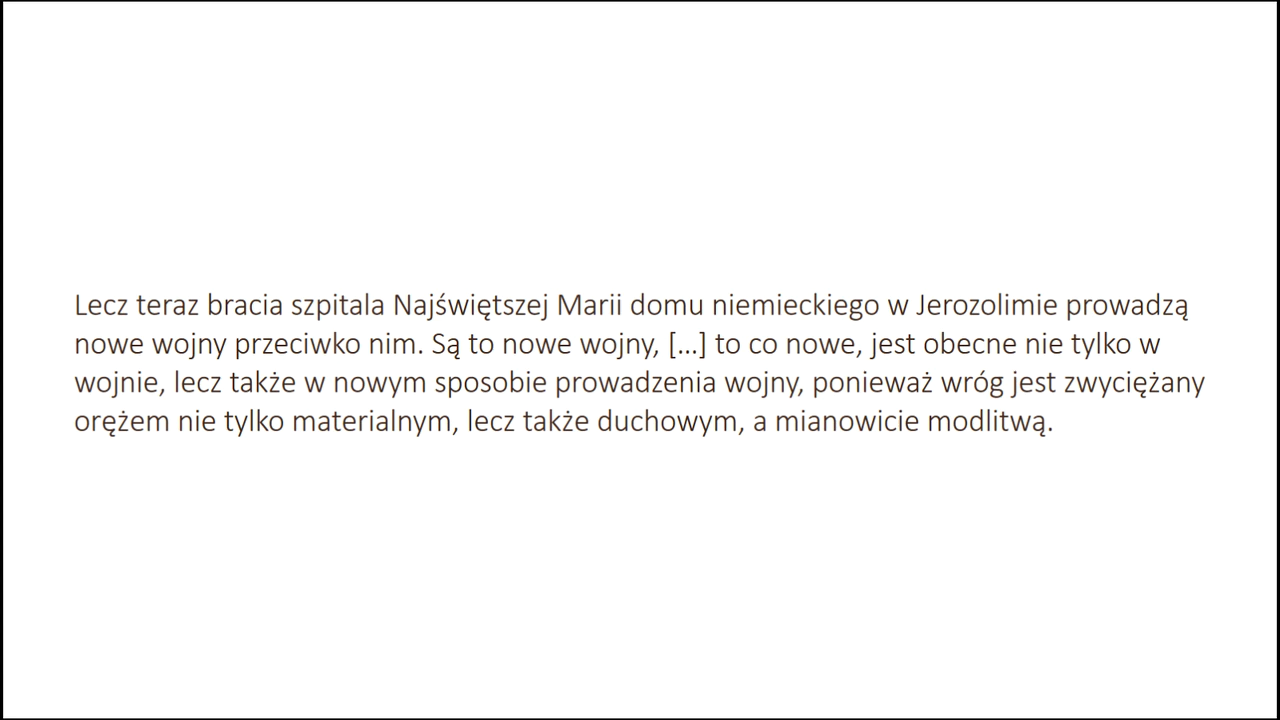 Lecz teraz bracia szpitala Najświętszej Marii domu niemieckiego w Jerozolimie prowadzą
nowe wojny przeciwko nim. Są to nowe wojny, [...] to co nowe, jest obecne nie tylko w
wojnie, lecz także w nowym sposobie prowadzenia wojny, ponieważ wróg jest zwyciężany
orężem nie tylko materialnym, lecz także duchowym, a mianowicie modlitwą.